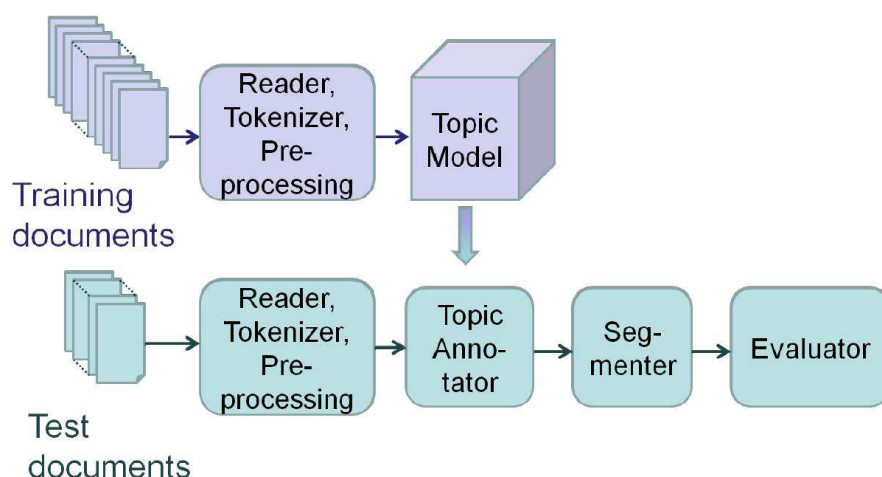 Reader,
Tokenizer,
Pre-
processing
Topic
Model
Training
documents
Reader,
Tokenizer,
Pre-
processing
Topic
Anno-
tator
Seg-
menter
Evaluator
Test
documents